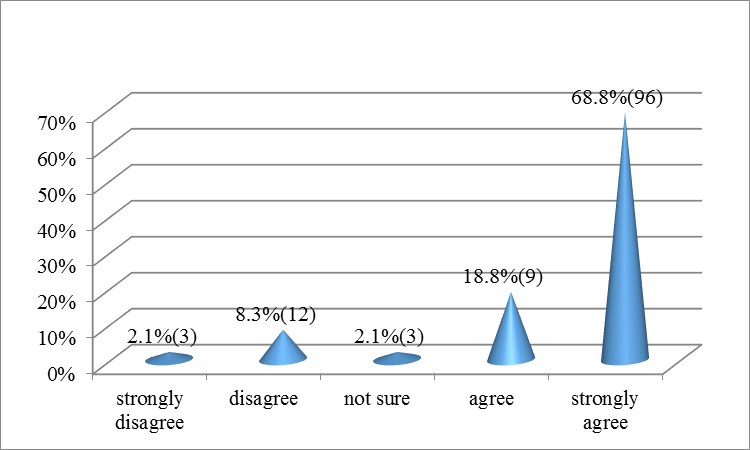 68.8%(96)
70%
60%
50%
40%
30%
20%
10%
0%
18.8%(9)
8.3%(12)
2.1%(3)
2.1%(3)
strongly
disagree
disagree
not sure
agree
strongly
agree